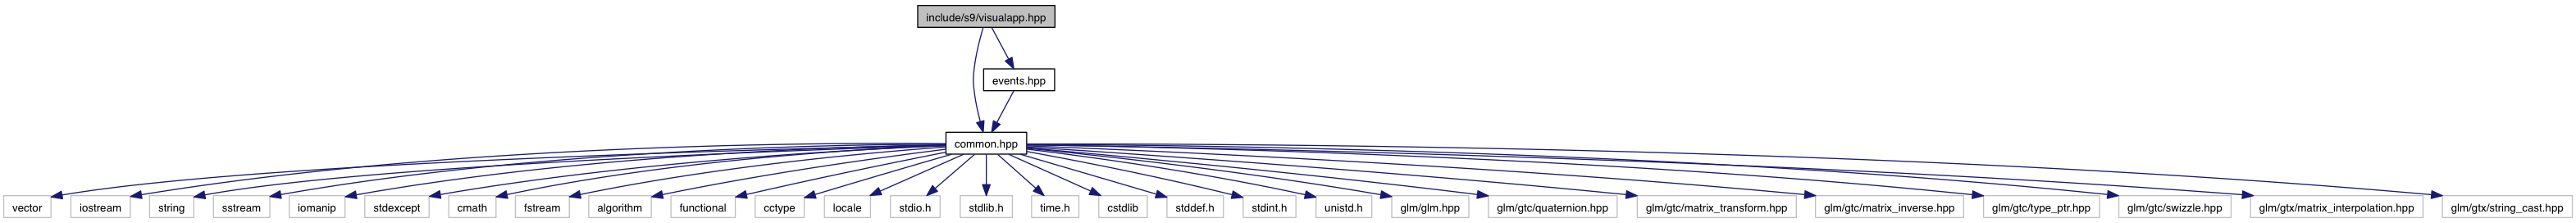 include/s9/visualapp.hpp
events.hpp
common.hpp
vector
iostream
string
sstream
iomanip
stdexcept
cmath
fstream
algorithm
functional
cctype
locale
stdio.h
stdlib.h
time.h
cstdlib
stddef.h
stdint.h
unistd.h
glm/glm.hpp
glm/gtc/quaternion.hpp
glm/gtc/matrix_transform.hpp
glm/gtc/matrix_inverse.hpp
glm/gtc/type_ptr.hpp
glm/gtc/swizzle.hpp
glm/gtx/matrix_interpolation.hpp
glm/gtx/string_cast.hpp